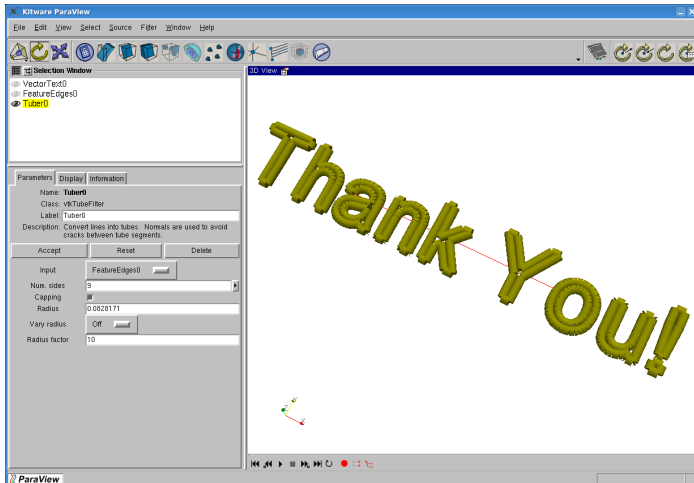 Kitware ParaView
File Edit View Select Source Filter Window Help
Selection Window
3D View
VectorText0
FeatureEdges0
Tuber0
Thank You!
Parameters Display Information
Name: Tuber0
Class: vtkTubeFilter
Label: Tuber0
Description: Convert lines into tubes. Normals are used to avoid
cracks between tube segments.
Accept Reset Delete
Input FeatureEdges0
Num. sides 9
Capping
Radius 0.0828171
Vary radius Off
Radius factor 10
ParaView